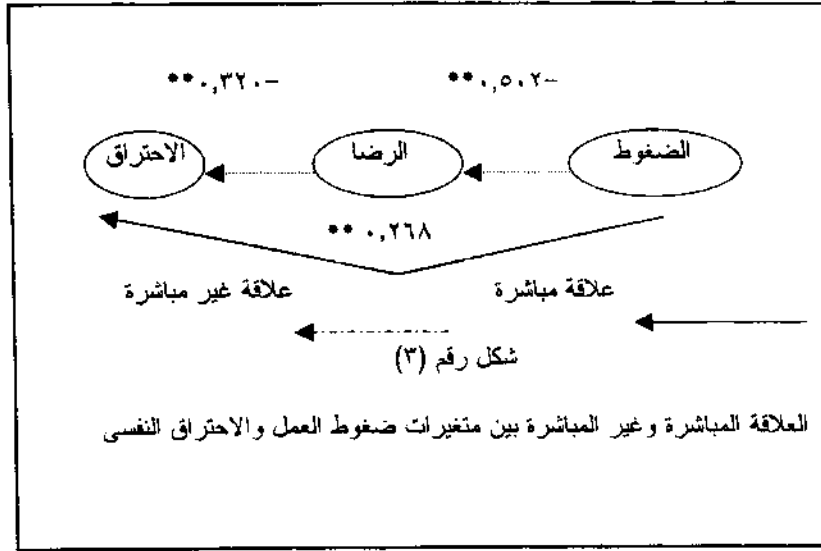 -٠,٥٠٢** -٠,٣٢٠**
الضغوط الرضا الاحتراق
٠,٢٦٨ **
علاقة مباشرة علاقة غير مباشرة
شكل رقم (٣)
العلاقة المباشرة وغير المباشرة بين متغيرات ضغوط العمل والاحتراق النفسى